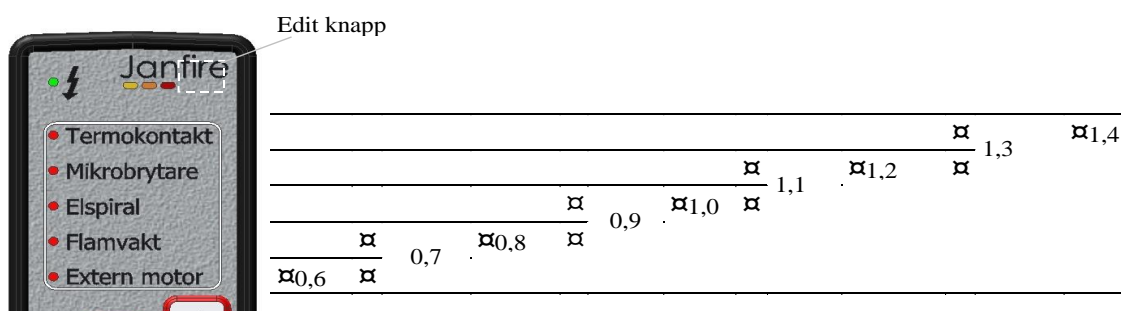 Edit knapp
Janfire
Termokontakt
Mikrobrytare
Elspiral
Flamvakt
Extern motor
¤ ¤1,4
1,3
¤ ¤1,2 ¤
1,1
¤ ¤1,0 ¤
0,9
¤ ¤0,8 ¤
0,7
¤0,6 ¤